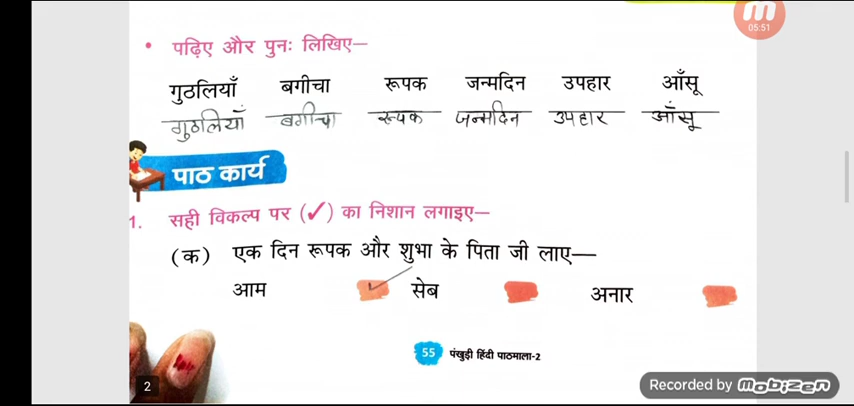 05:51
• पढ़िए और पुनः लिखिए—
गुठलियाँ बगीचा रूपक जन्मदिन उपहार आँसू
गुठलियाँ बगीचा रूपक जन्मदिन उपहार आँसू
पाठ कार्य
1. सही विकल्प पर (✓) का निशान लगाइए—
(क) एक दिन रूपक और शुभा के पिता जी लाए—
आम ✓ सेब अनार
55 पंखुड़ी हिंदी पाठमाला-2
2
Recorded by Mobizen